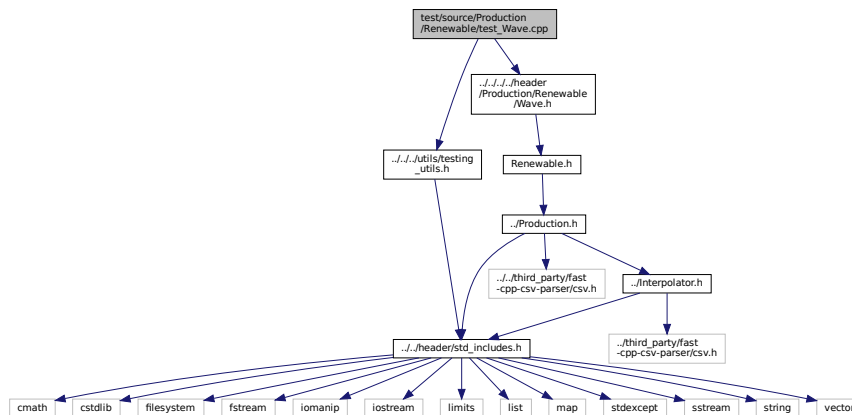 test/source/Production
/Renewable/test_Wave.cpp
../../../../header
/Production/Renewable
/Wave.h
../../../utils/testing
_utils.h
Renewable.h
../Production.h
../../third_party/fast
-cpp-csv-parser/csv.h
../Interpolator.h
../../header/std_includes.h
../third_party/fast
-cpp-csv-parser/csv.h
cmath
cstdlib
filesystem
fstream
iomanip
iostream
limits
list
map
stdexcept
sstream
string
vector